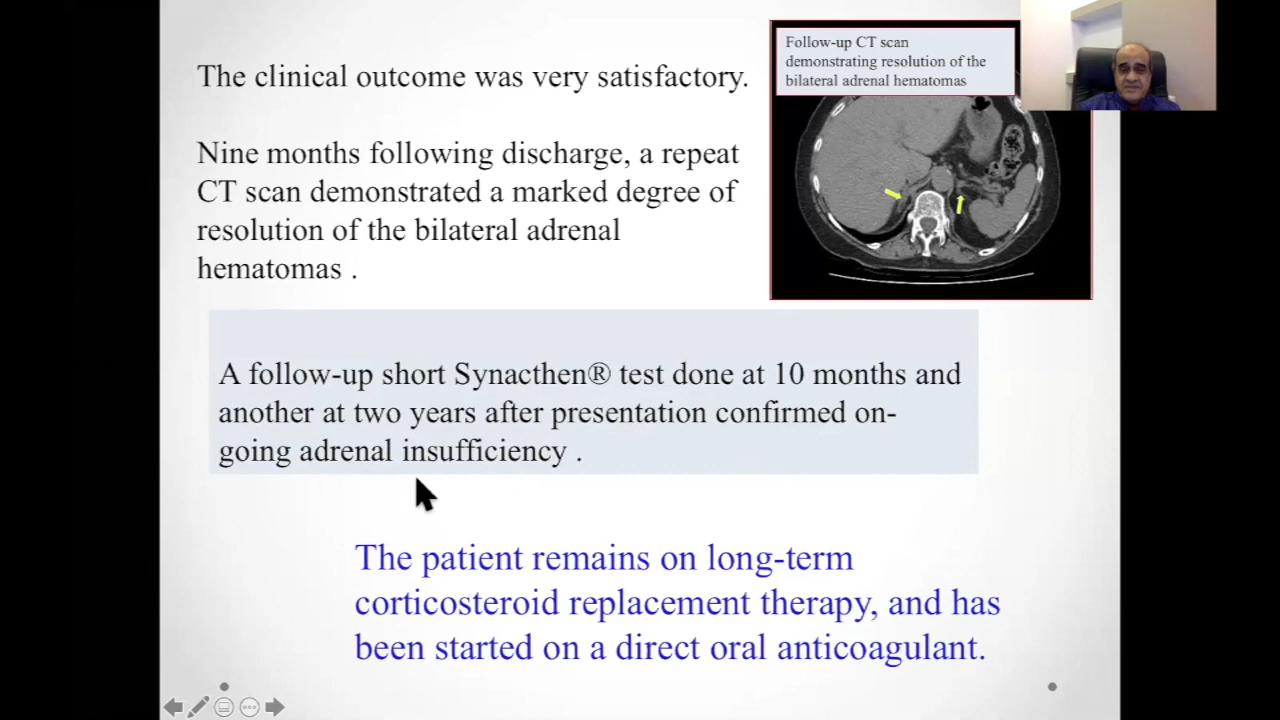 The clinical outcome was very satisfactory.
Nine months following discharge, a repeat
CT scan demonstrated a marked degree of
resolution of the bilateral adrenal
hematomas .
Follow-up CT scan
demonstrating resolution of the
bilateral adrenal hematomas
A follow-up short Synacthen® test done at 10 months and
another at two years after presentation confirmed on-
going adrenal insufficiency .
The patient remains on long-term
corticosteroid replacement therapy, and has
been started on a direct oral anticoagulant.